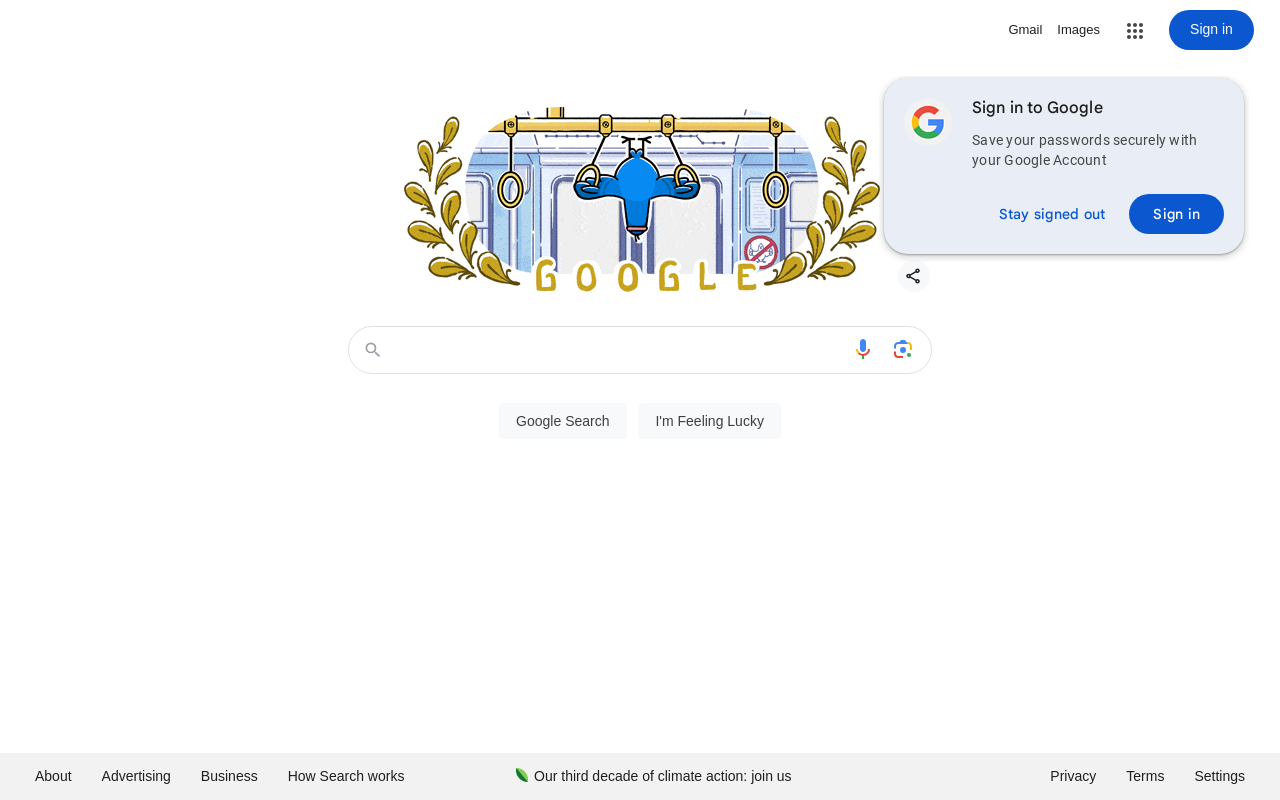 Gmail Images Sign in
Sign in to Google
Save your passwords securely with
your Google Account
Stay signed out Sign in
GOOGLE
Google Search I'm Feeling Lucky
About Advertising Business How Search works Our third decade of climate action: join us Privacy Terms Settings